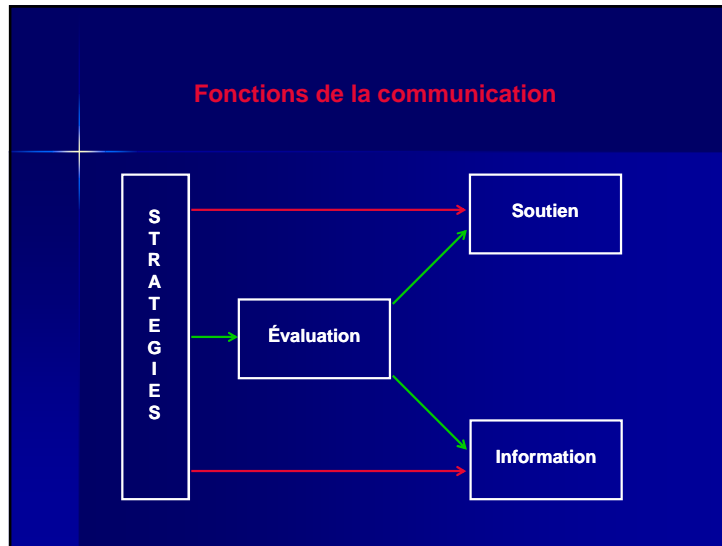 Fonctions de la communication
S
T
R
A
T
E
G
I
E
S
Soutien
Évaluation
Information